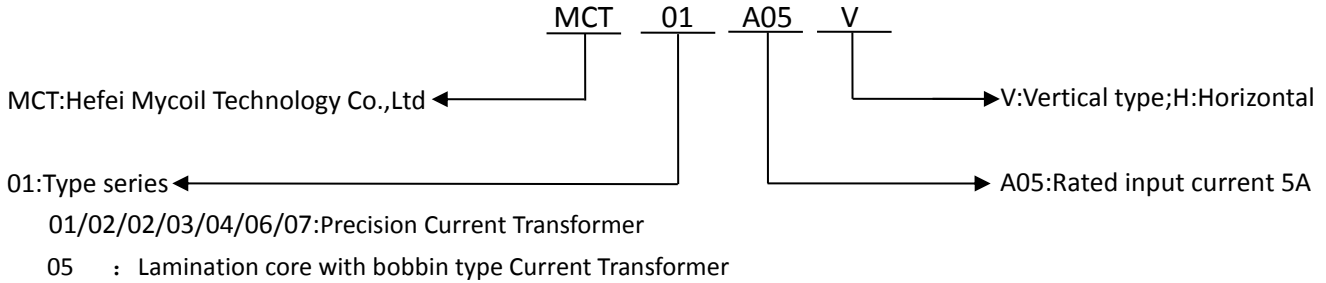 MCT 01 A05 V
MCT:Hefei Mycoil Technology Co.,Ltd V:Vertical type;H:Horizontal
01:Type series A05:Rated input current 5A
01/02/02/03/04/06/07:Precision Current Transformer
05 ：Lamination core with bobbin type Current Transformer